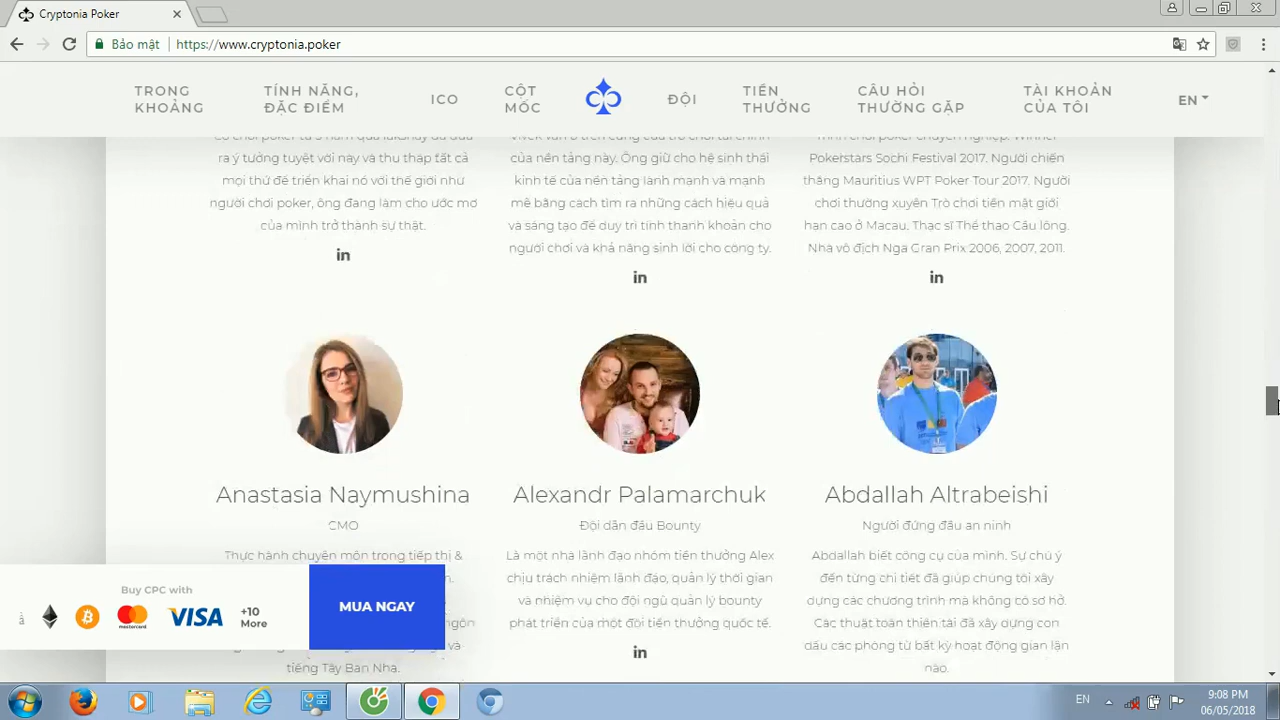 Cryptonia Poker
Bảo mật https://www.cryptonia.poker
TRONG KHOẢNG
TÍNH NĂNG, ĐẶC ĐIỂM
ICO
CỘT MỐC
ĐỘI
TIỀN THƯỞNG
CÂU HỎI THƯỜNG GẶP
TÀI KHOẢN CỦA TÔI
EN
ra ý tưởng tuyệt vời này và thu thập tất cả
mọi thứ để triển khai nó với thế giới như
người chơi poker, ông đang làm cho ước mơ
của mình trở thành sự thật.
in
của nền tảng này. Ông giữ cho hệ sinh thái
kinh tế của nền tảng lành mạnh và mạnh
mẽ bằng cách tìm ra những cách hiệu quả
và sáng tạo để duy trì tính thanh khoản cho
người chơi và khả năng sinh lời cho công ty.
in
Pokerstars Sochi Festival 2017. Người chiến
thắng Mauritius WPT Poker Tour 2017. Người
chơi thường xuyên Trò chơi tiền mặt giới
hạn cao ở Macau. Thạc sĩ Thể thao Cầu lông.
Nhà vô địch Nga Gran Prix 2006, 2007, 2011.
in
Anastasia Naymushina
CMO
Thực hành chuyên môn trong tiếp thị &
tiếng Tây Ban Nha.
Alexandr Palamarchuk
Đội dẫn đầu Bounty
Là một nhà lãnh đạo nhóm tiền thưởng Alex
chịu trách nhiệm lãnh đạo, quản lý thời gian
và nhiệm vụ cho đội ngũ quản lý bounty
phát triển của một đội tiền thưởng quốc tế.
in
Abdallah Altrabeishi
Người đứng đầu an ninh
Abdallah biết công cụ của mình. Sự chú ý
đến từng chi tiết đã giúp chúng tôi xây
dựng các chương trình mà không có sơ hở.
Các thuật toán thiên tài đã xây dựng con
dấu các phòng từ bất kỳ hoạt động gian lận
nào.
Buy CPC with
à
mastercard
VISA
+10
More
MUA NGAY
EN
9:08 PM
06/05/2018